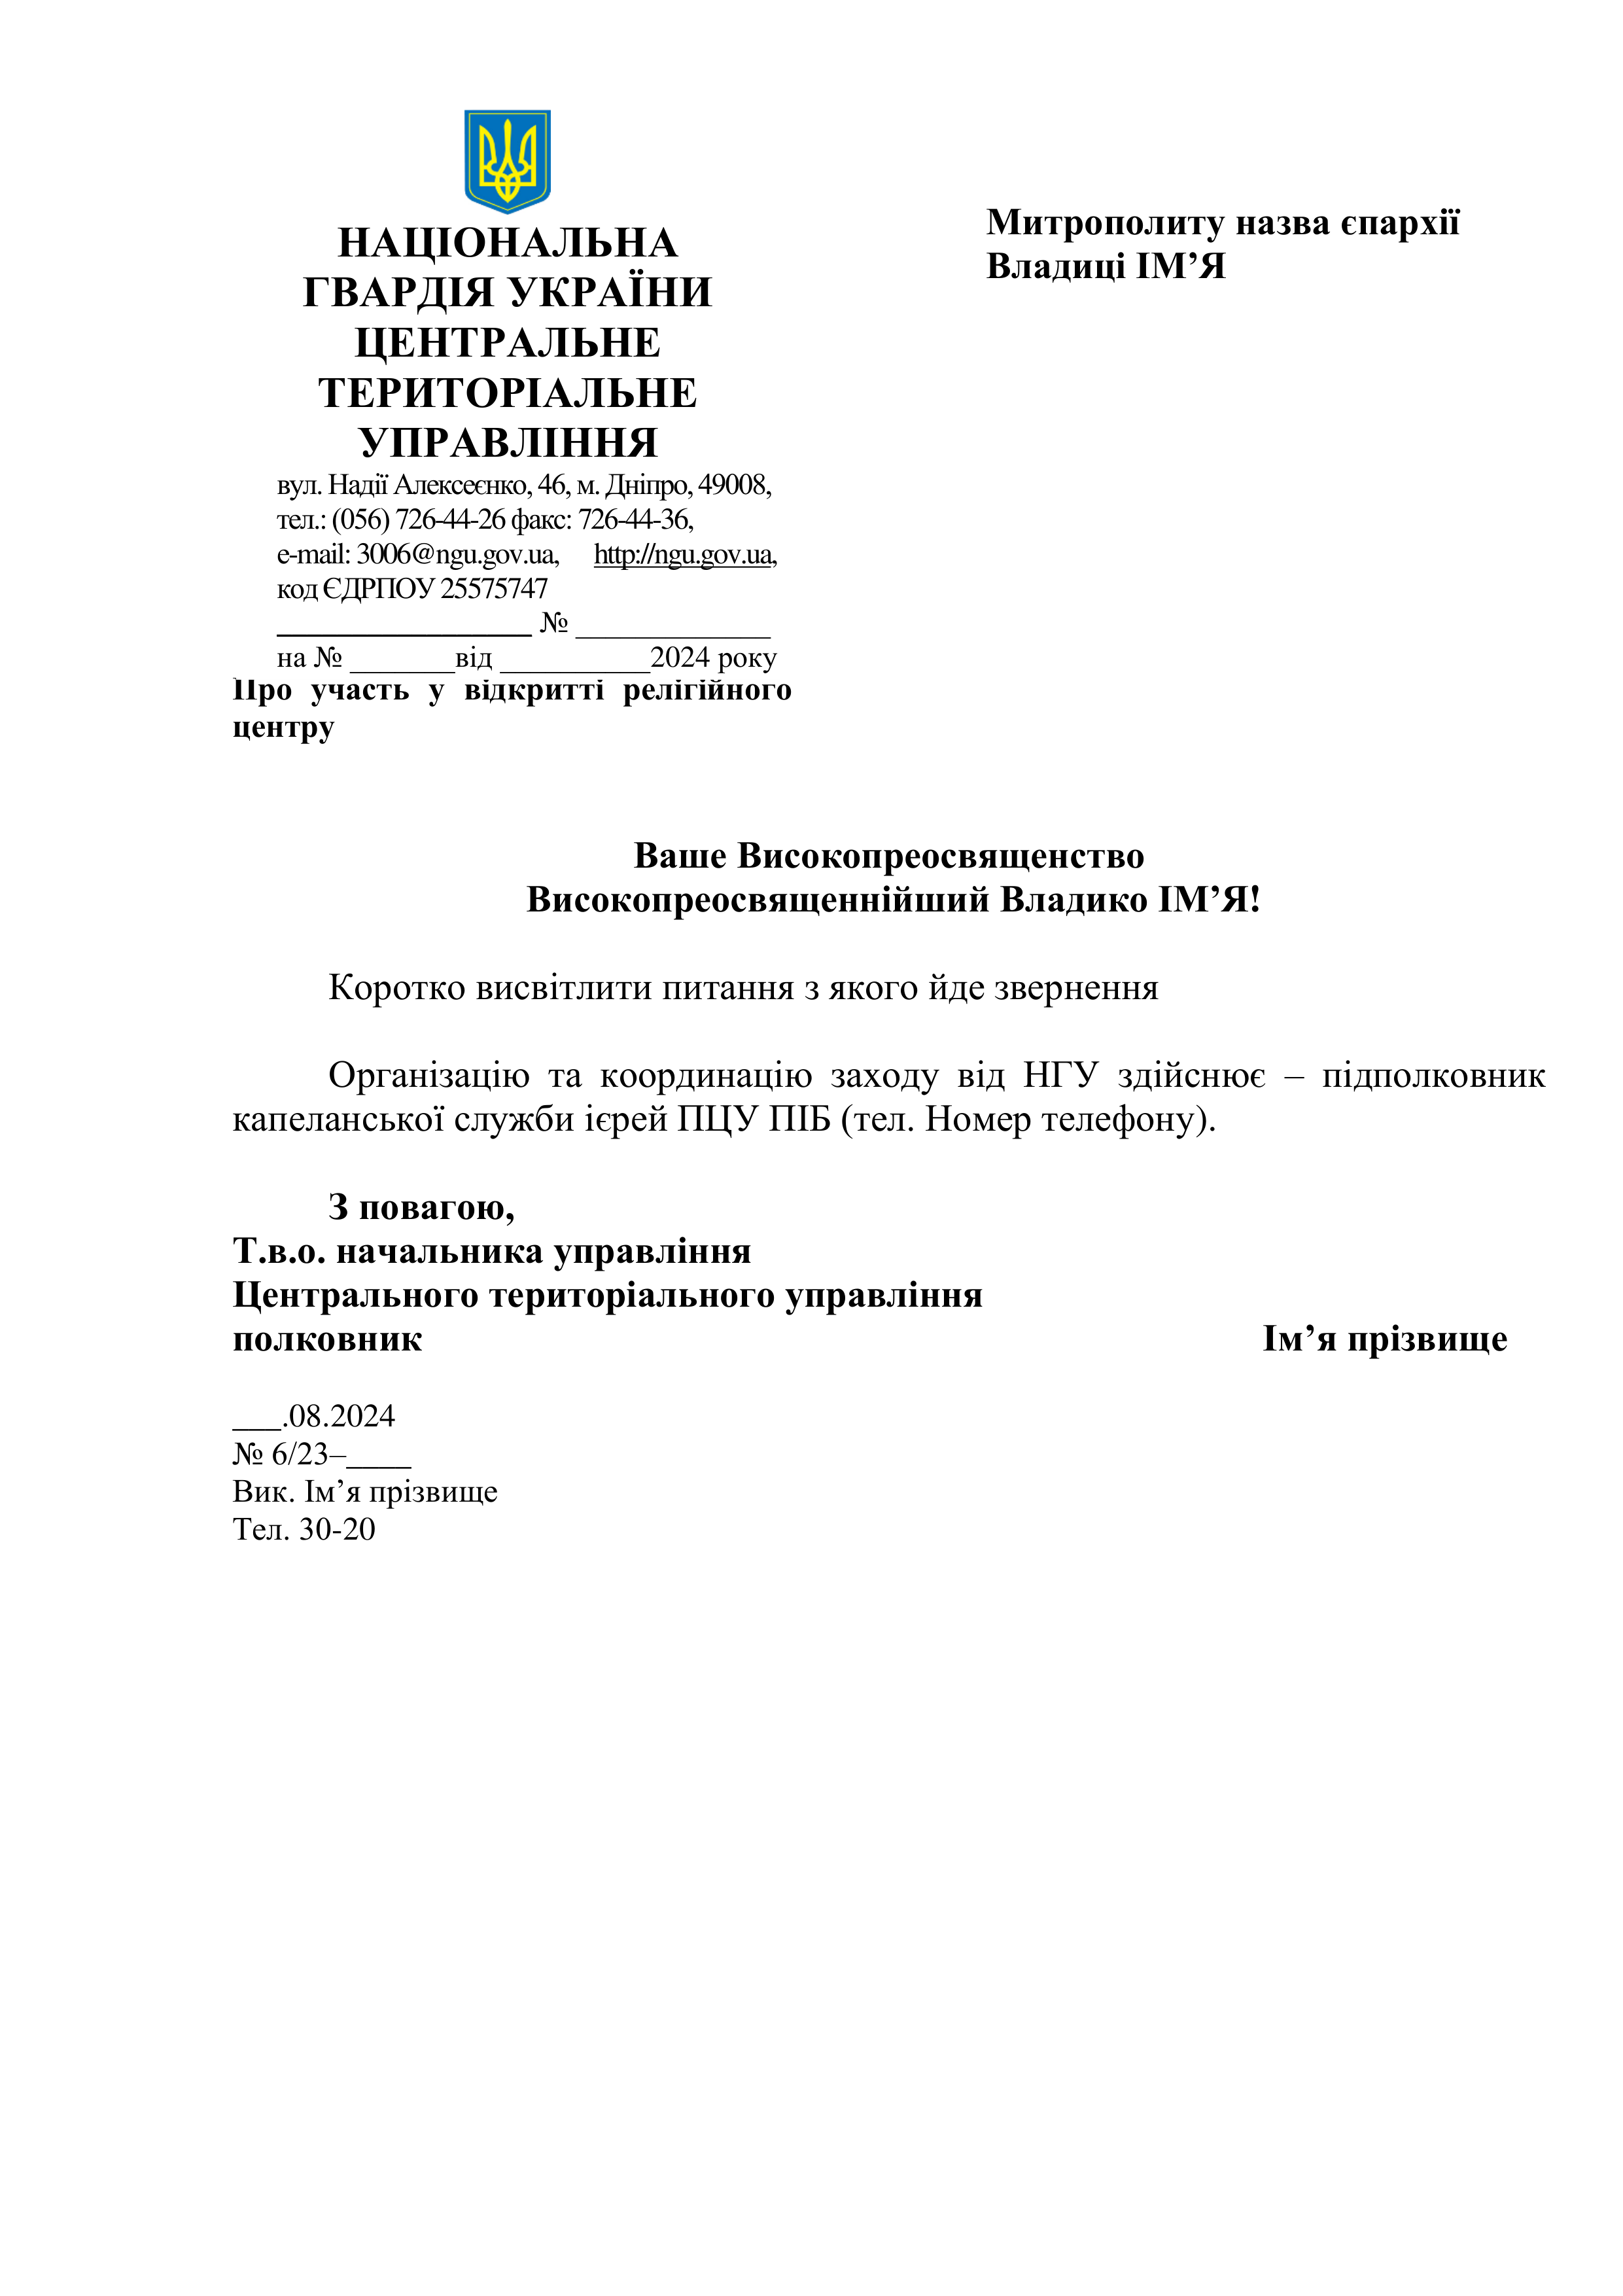 НАЦІОНАЛЬНА
ГВАРДІЯ УКРАЇНИ
ЦЕНТРАЛЬНЕ
ТЕРИТОРІАЛЬНЕ
УПРАВЛІННЯ
вул. Надії Алексеєнко, 46, м. Дніпро, 49008,
тел.: (056) 726-44-26 факс: 726-44-36,
e-mail: 3006@ngu.gov.ua, http://ngu.gov.ua,
код ЄДРПОУ 25575747
_________________ № _____________
на № _______від __________2024 року
Про участь у відкритті релігійного
центру
Митрополиту назва єпархії
Владиці ІМ’Я
Ваше Високопреосвященство
Високопреосвященнійший Владико ІМ’Я!
Коротко висвітлити питання з якого йде звернення
Організацію та координацію заходу від НГУ здійснює – підполковник
капеланської служби ієрей ПЦУ ПІБ (тел. Номер телефону).
З повагою,
Т.в.о. начальника управління
Центрального територіального управління
полковник Ім’я прізвище
___.08.2024
№ 6/23–____
Вик. Ім’я прізвище
Тел. 30-20